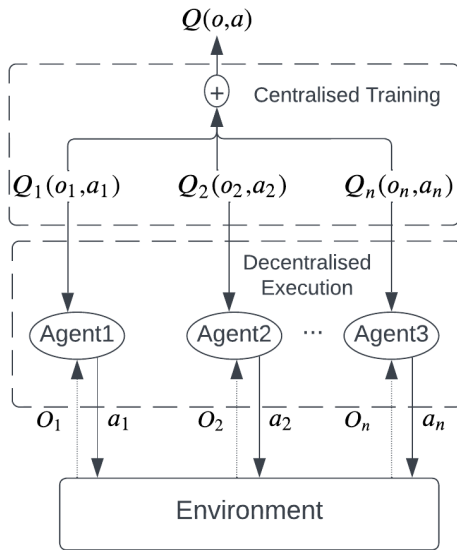 Q(o,a)
+
Centralised Training
Q₁(o₁,a₁) Q₂(o₂,a₂) Qₙ(oₙ,aₙ)
Decentralised
Execution
Agent1 Agent2 ... Agent3
O₁ a₁ O₂ a₂ Oₙ aₙ
Environment